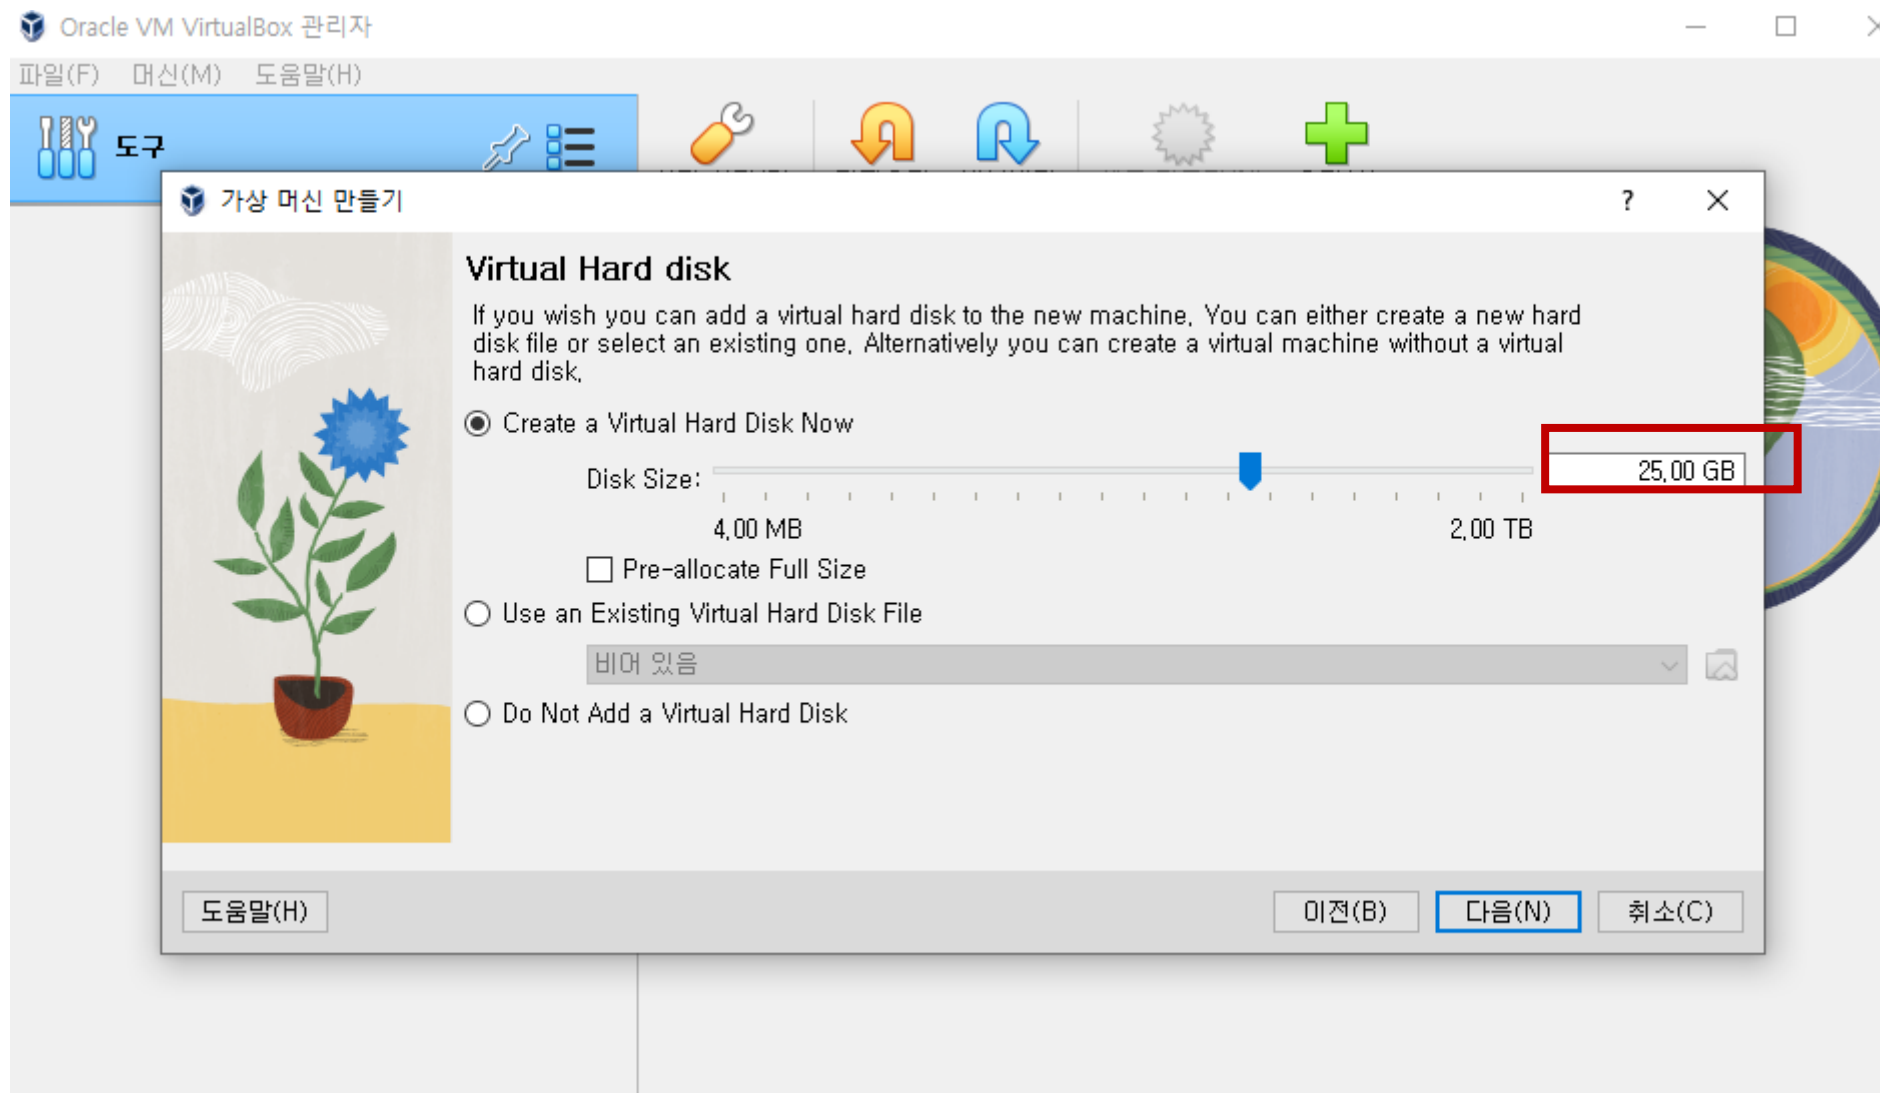 Oracle VM VirtualBox 관리자
파일(F) 머신(M) 도움말(H)
도구
가상 머신 만들기
?
Virtual Hard disk
If you wish you can add a virtual hard disk to the new machine. You can either create a new hard
disk file or select an existing one. Alternatively you can create a virtual machine without a virtual
hard disk.
Create a Virtual Hard Disk Now
Disk Size:
25,00 GB
4,00 MB
2,00 TB
Pre-allocate Full Size
Use an Existing Virtual Hard Disk File
비어 있음
Do Not Add a Virtual Hard Disk
도움말(H)
이전(B)
다음(N)
취소(C)